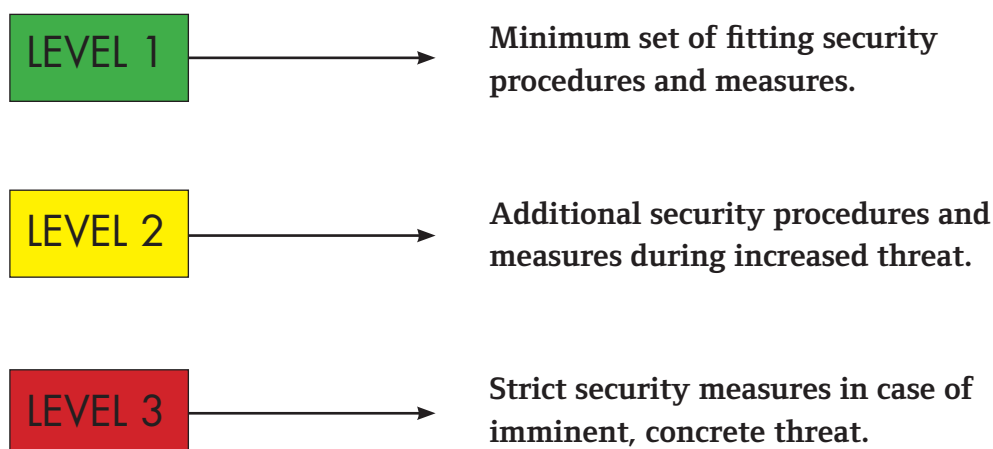 LEVEL 1
Minimum set of fitting security
procedures and measures.
LEVEL 2
Additional security procedures and
measures during increased threat.
LEVEL 3
Strict security measures in case of
imminent, concrete threat.